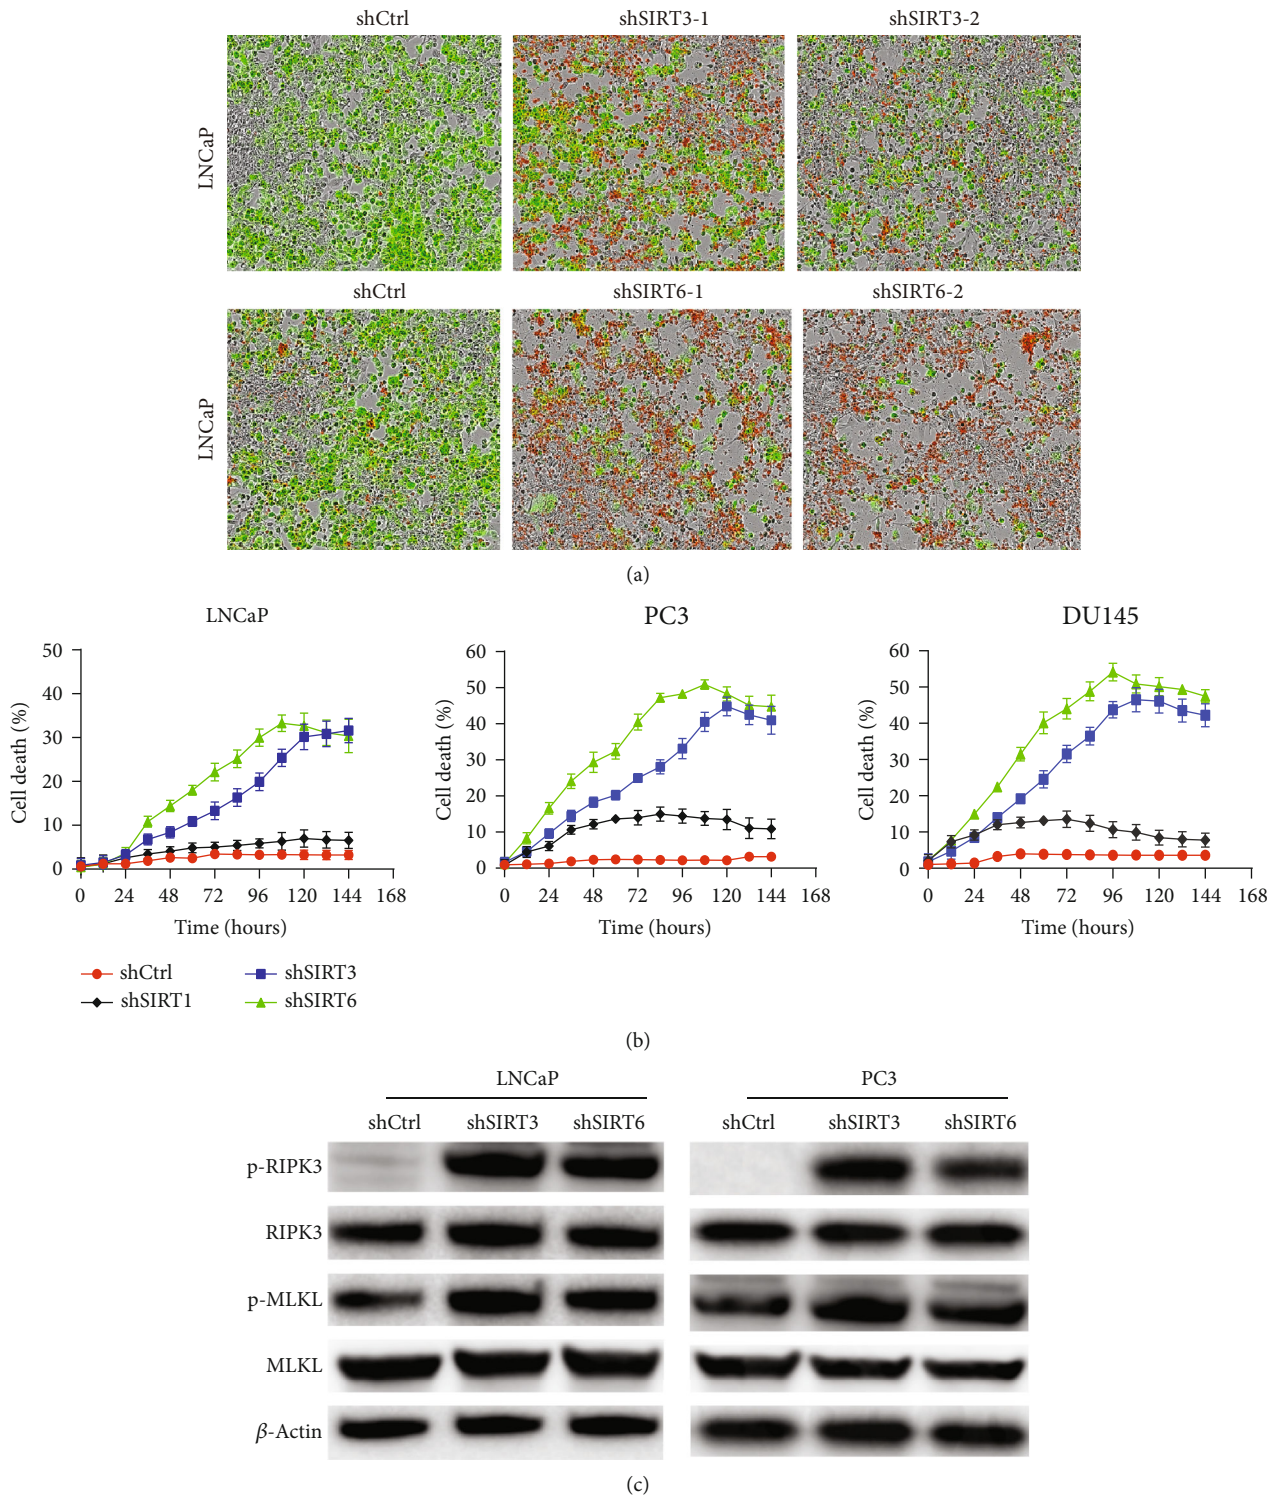 shCtrl shSIRT3-1 shSIRT3-2
LNCaP
shCtrl shSIRT6-1 shSIRT6-2
LNCaP
(a)
LNCaP
50
40
30
20
10
0
Cell death (%)
0 24 48 72 96 120 144 168
Time (hours)
PC3
60
50
40
30
20
10
0
Cell death (%)
0 24 48 72 96 120 144 168
Time (hours)
DU145
60
50
40
30
20
10
0
Cell death (%)
0 24 48 72 96 120 144 168
Time (hours)
shCtrl shSIRT3
shSIRT1 shSIRT6
(b)
LNCaP PC3
shCtrl shSIRT3 shSIRT6 shCtrl shSIRT3 shSIRT6
p-RIPK3
RIPK3
p-MLKL
MLKL
β-Actin
(c)